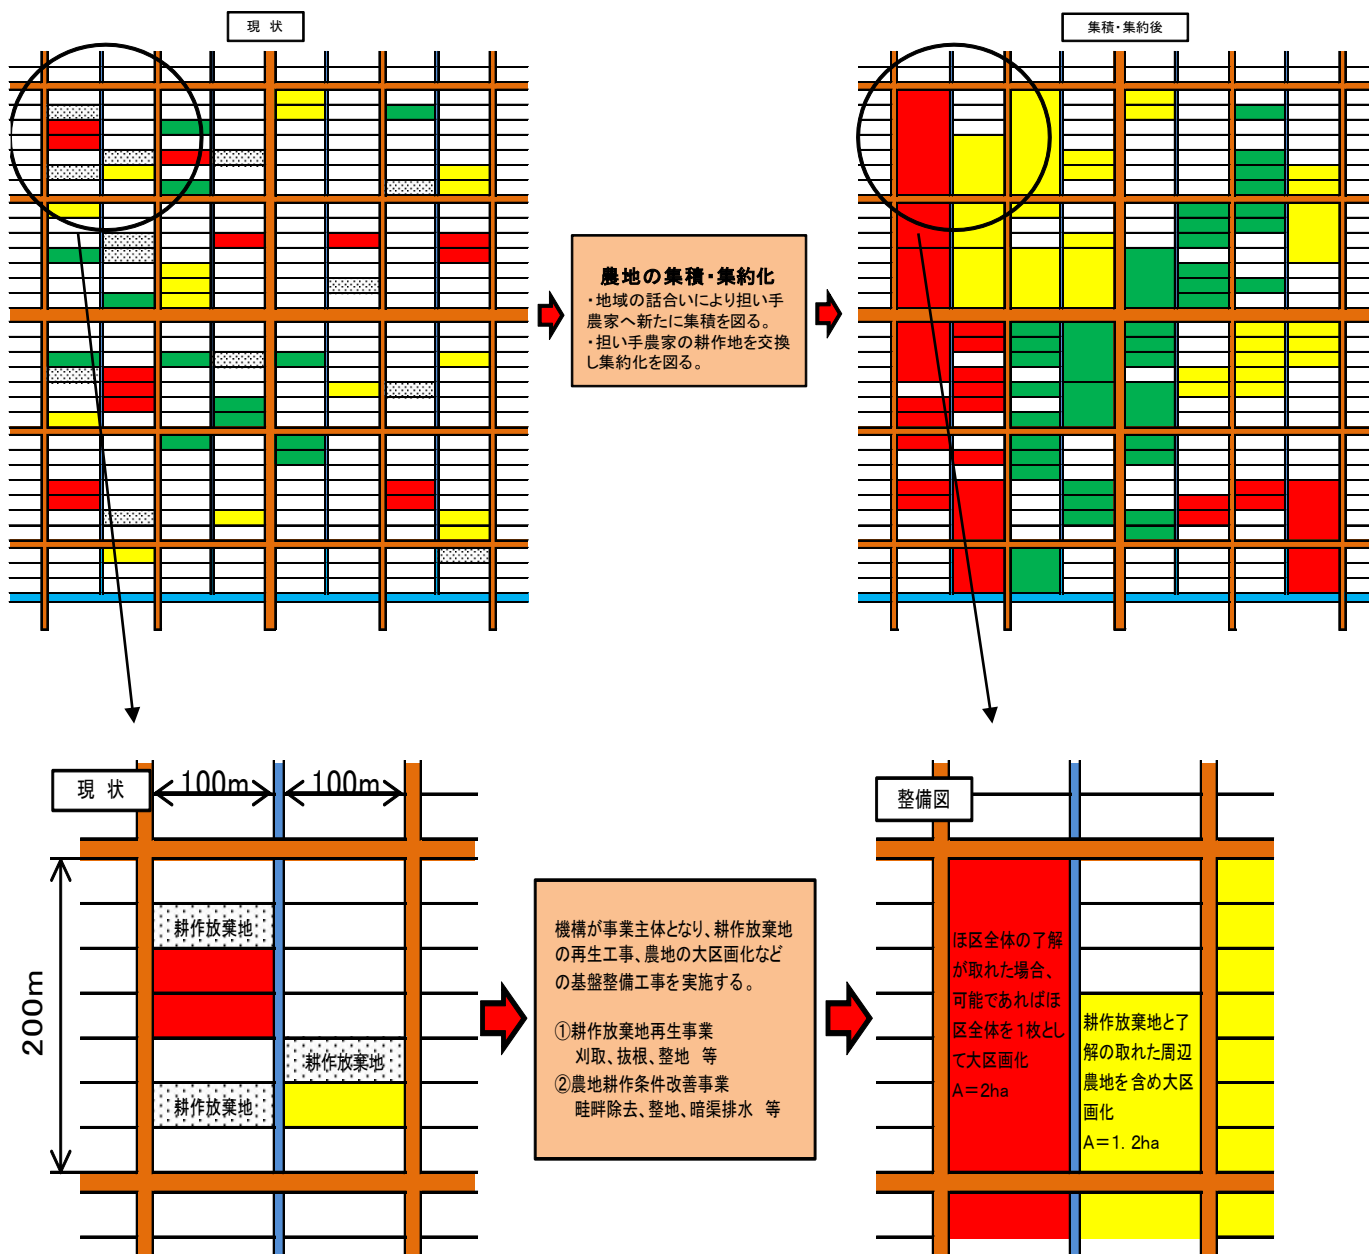 現 状
集積・集約後
農地の集積・集約化
・地域の話合いにより担い手
農家へ新たに集積を図る。
・担い手農家の耕作地を交換
し集約化を図る。
現 状
100m
100m
200m
耕作放棄地
耕作放棄地
耕作放棄地
機構が事業主体となり、耕作放棄地
の再生工事、農地の大区画化など
の基盤整備工事を実施する。
①耕作放棄地再生事業
刈取、抜根、整地 等
②農地耕作条件改善事業
畦畔除去、整地、暗渠排水 等
整備図
ほ区全体の了解
が取れた場合、
可能であればほ
区全体を1枚とし
て大区画化
A＝2ha
耕作放棄地と了
解の取れた周辺
農地を含め大区
画化
A＝1.2ha